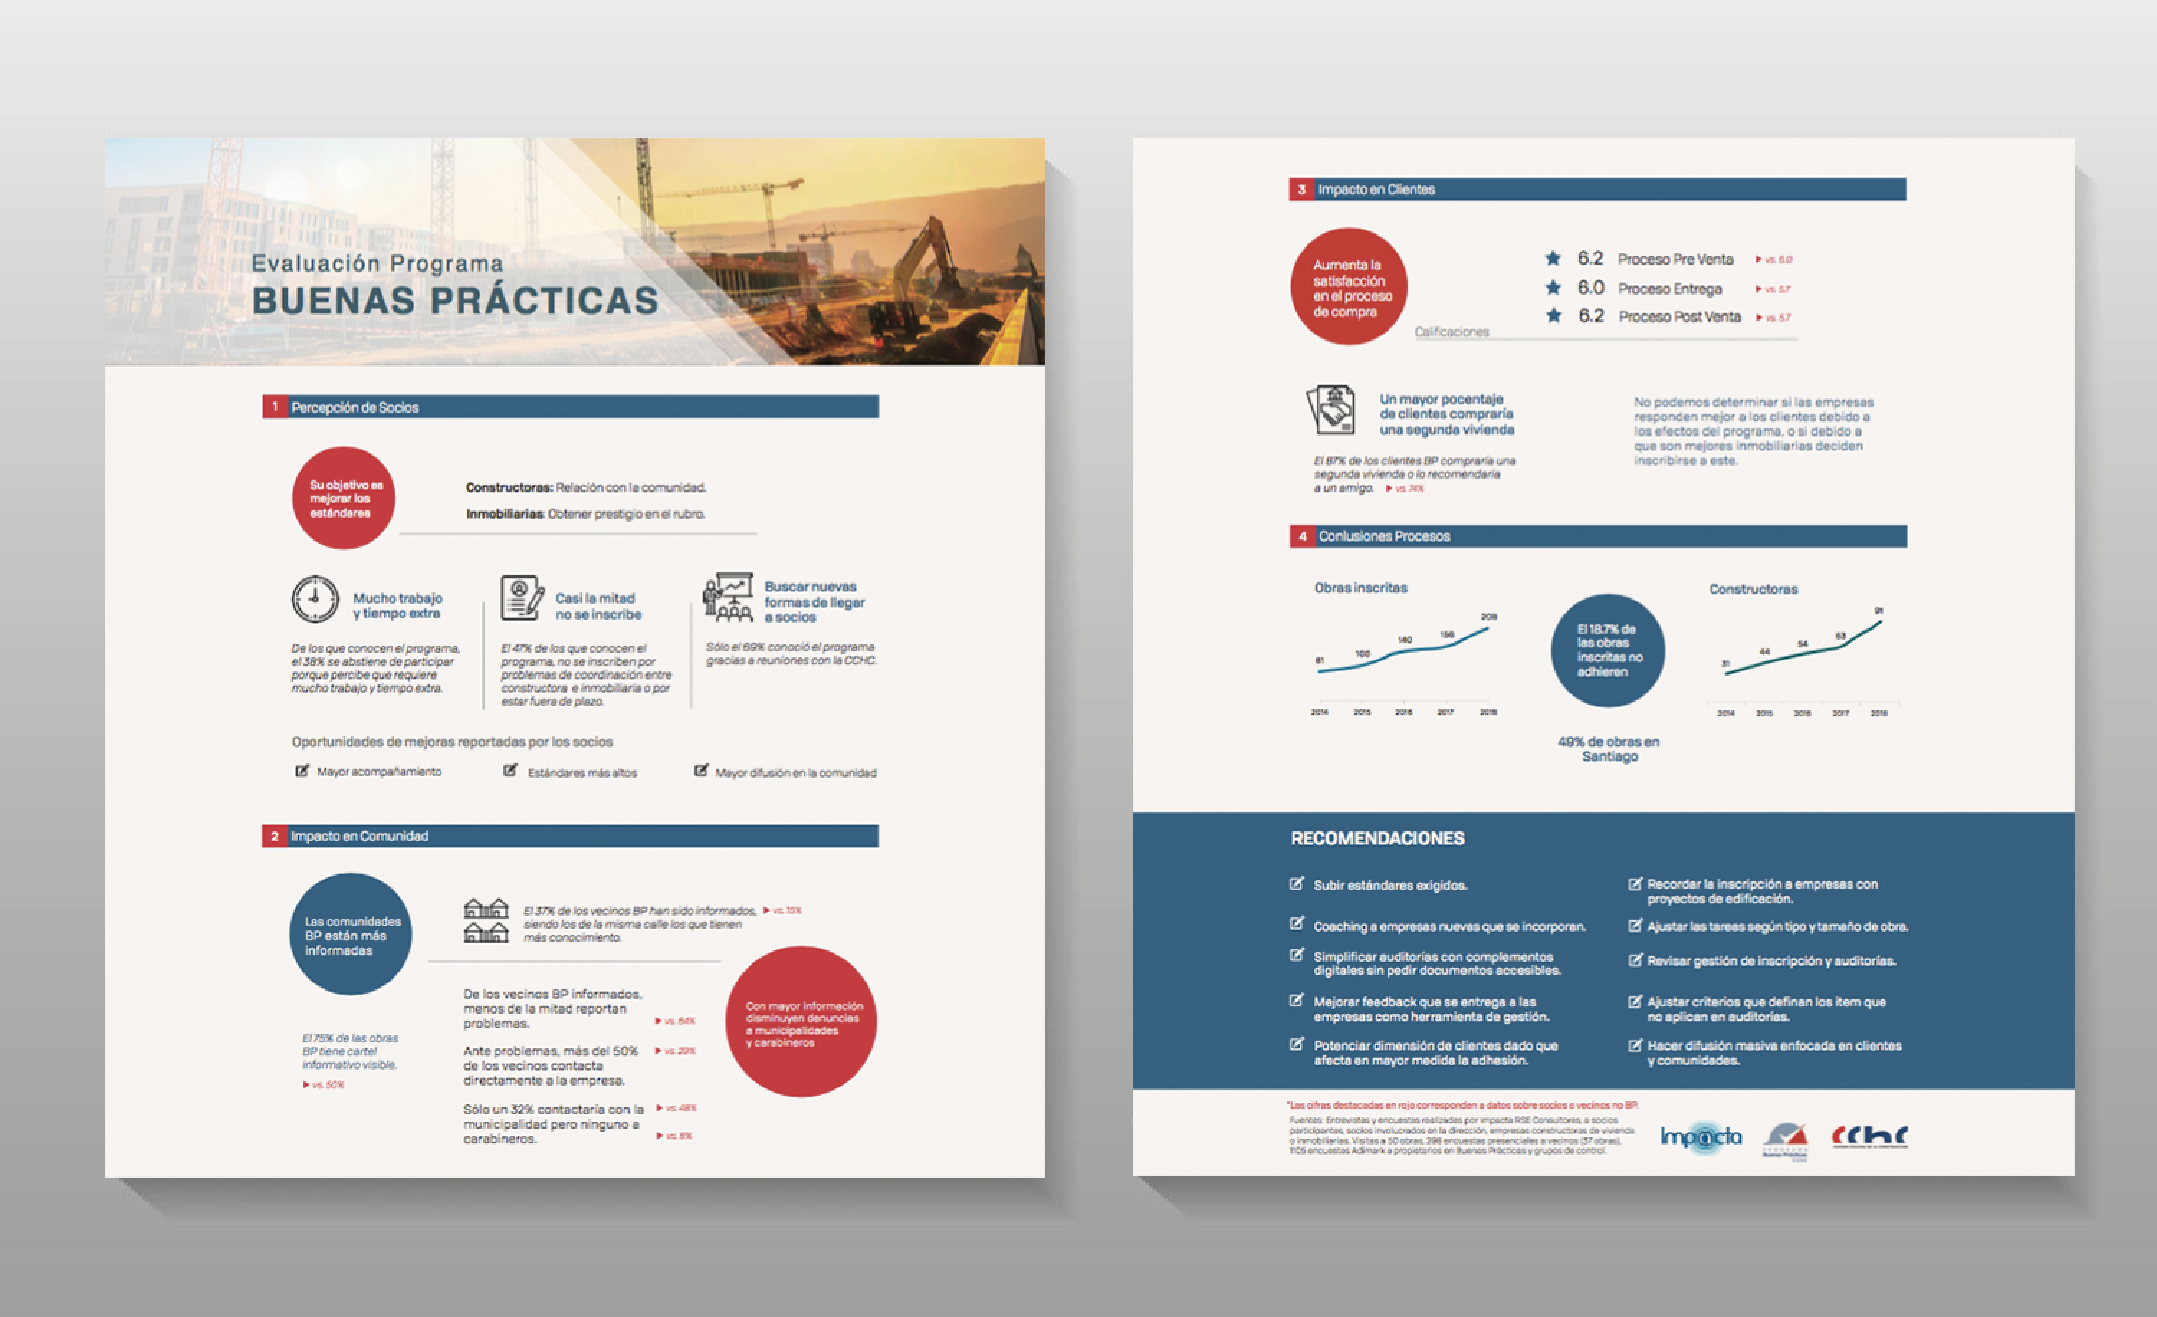 Evaluación Programa
BUENAS PRÁCTICAS
1 Percepción de Socios
Su objetivo es
mejorar los
estándares
Constructoras: Relación con la comunidad.
Inmobiliarias: Obtener prestigio en el rubro.
Mucho trabajo
y tiempo extra
De los que conocen el programa,
el 38% se abstiene de participar
porque percibe que requiere
mucho trabajo y tiempo extra.
Casi la mitad
no se inscribe
El 47% de los que conocen el
programa, no se inscriben por
problemas de coordinación entre
constructora e inmobiliaria o por
estar fuera de plazo.
Buscar nuevas
formas de llegar
a socios
Sólo el 69% conoció el programa
gracias a reuniones con la CCHC.
Oportunidades de mejoras reportadas por los socios
Mayor acompañamiento
Estándares más altos
Mayor difusión en la comunidad
2 Impacto en Comunidad
Las comunidades
BP están más
informadas
El 37% de los vecinos BP han sido informados, vs. 15%
siendo los de la misma calle los que tienen
más conocimiento.
El 75% de las obras
BP tiene cartel
informativo visible.
vs. 50%
De los vecinos BP informados,
menos de la mitad reportan
problemas. vs. 64%
Ante problemas, más del 50% vs. 29%
de los vecinos contacta
directamente a la empresa.
Sólo un 32% contactaría con la vs. 48%
municipalidad pero ninguno a
carabineros. vs. 8%
Con mayor información
disminuyen denuncias
a municipalidades
y carabineros
3 Impacto en Clientes
Aumenta la
satisfacción
en el proceso
de compra
Calificaciones
6.2 Proceso Pre Venta vs. 6.0
6.0 Proceso Entrega vs. 5.7
6.2 Proceso Post Venta vs. 5.7
Un mayor pocentaje
de clientes compraría
una segunda vivienda
El 87% de los clientes BP compraría una
segunda vivienda o lo recomendaría
a un amigo. vs. 74%
No podemos determinar si las empresas
responden mejor a los clientes debido a
los efectos del programa, o si debido a
que son mejores inmobiliarias deciden
inscribirse a este.
4 Conlusiones Procesos
Obras inscritas
81
100
140
156
209
2014 2015 2016 2017 2018
El 18.7% de
las obras
inscritas no
adhieren
49% de obras en
Santiago
Constructoras
31
44
54
63
91
2014 2015 2016 2017 2018
RECOMENDACIONES
Subir estándares exigidos.
Coaching a empresas nuevas que se incorporan.
Simplificar auditorías con complementos
digitales sin pedir documentos accesibles.
Mejorar feedback que se entrega a las
empresas como herramienta de gestión.
Potenciar dimensión de clientes dado que
afecta en mayor medida la adhesión.
Recordar la inscripción a empresas con
proyectos de edificación.
Ajustar las tareas según tipo y tamaño de obra.
Revisar gestión de inscripción y auditorías.
Ajustar criterios que definan los item que
no aplican en auditorías.
Hacer difusión masiva enfocada en clientes
y comunidades.
*Las cifras destacadas en rojo corresponden a datos sobre socios o vecinos no BP.
Fuentes: Entrevistas y encuestas realizadas por Impacta RSE Consultores, a socios
participantes, socios involucrados en la dirección, empresas constructoras de vivienda
o inmobiliarias. Visitas a 50 obras, 296 encuestas presenciales a vecinos (37 obras).
1105 encuestas Adimark a propietarios en Buenas Prácticas y grupos de control.
Impacta
Buenas Prácticas
cchc